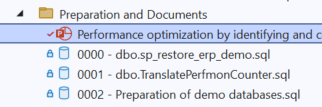 Preparation and Documents
Performance optimization by identifying and c
0000 - dbo.sp_restore_erp_demo.sql
0001 - dbo.TranslatePerfmonCounter.sql
0002 - Preparation of demo databases.sql